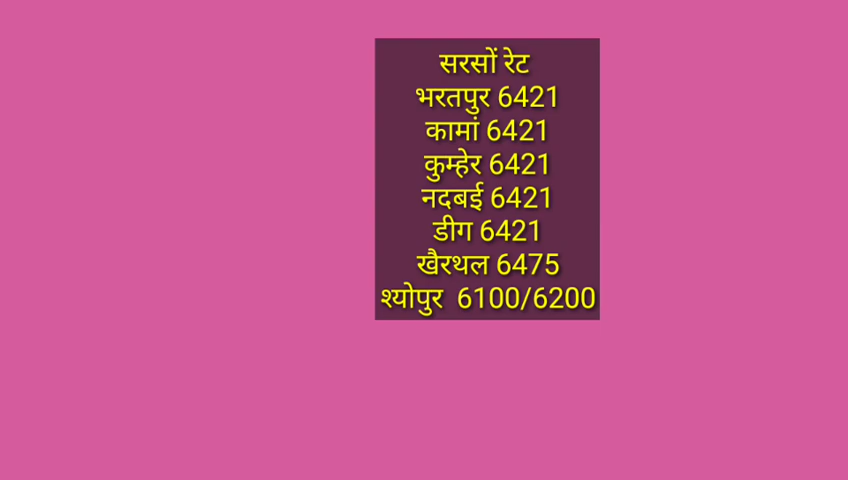 सरसों रेट
भरतपुर 6421
कामां 6421
कुम्हेर 6421
नदबई 6421
डीग 6421
खैरथल 6475
श्योपुर 6100/6200